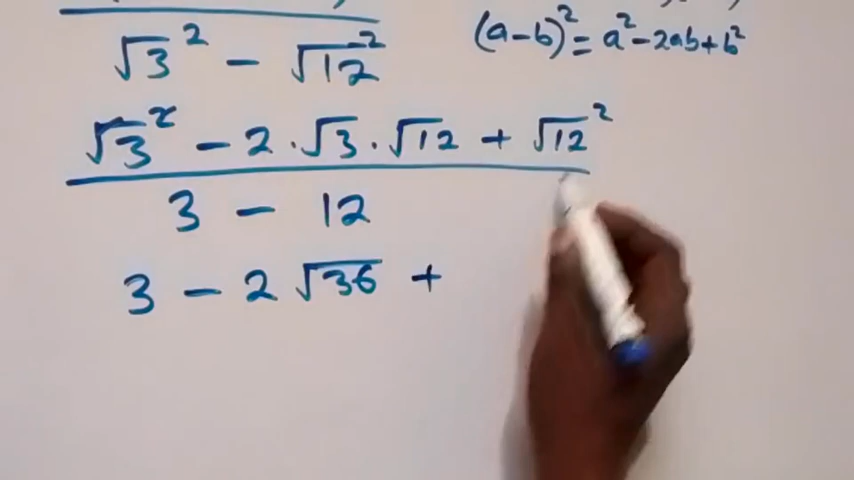 (a-b)² = a² - 2ab + b²
√3² - √12²
√3² - 2 · √3 · √12 + √12²
3 - 12
3 - 2 √36 +